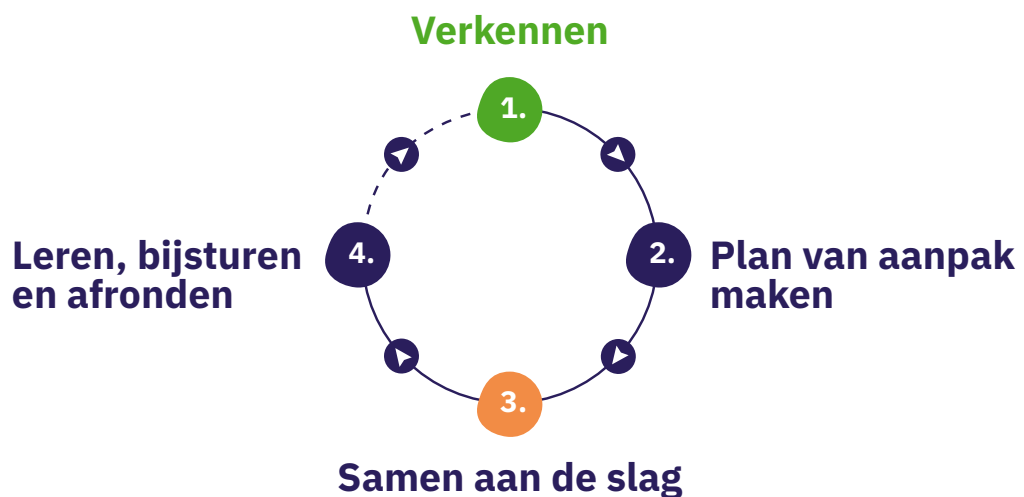 Verkennen
1.
2.
Plan van aanpak
maken
3.
Samen aan de slag
4.
Leren, bijsturen
en afronden